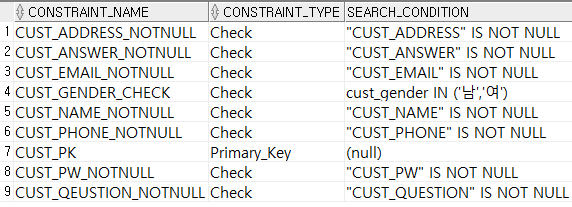 CONSTRAINT_NAME CONSTRAINT_TYPE SEARCH_CONDITION
1 CUST_ADDRESS_NOTNULL Check "CUST_ADDRESS" IS NOT NULL
2 CUST_ANSWER_NOTNULL Check "CUST_ANSWER" IS NOT NULL
3 CUST_EMAIL_NOTNULL Check "CUST_EMAIL" IS NOT NULL
4 CUST_GENDER_CHECK Check cust_gender IN ('남','여')
5 CUST_NAME_NOTNULL Check "CUST_NAME" IS NOT NULL
6 CUST_PHONE_NOTNULL Check "CUST_PHONE" IS NOT NULL
7 CUST_PK Primary_Key (null)
8 CUST_PW_NOTNULL Check "CUST_PW" IS NOT NULL
9 CUST_QEUSTION_NOTNULL Check "CUST_QUESTION" IS NOT NULL